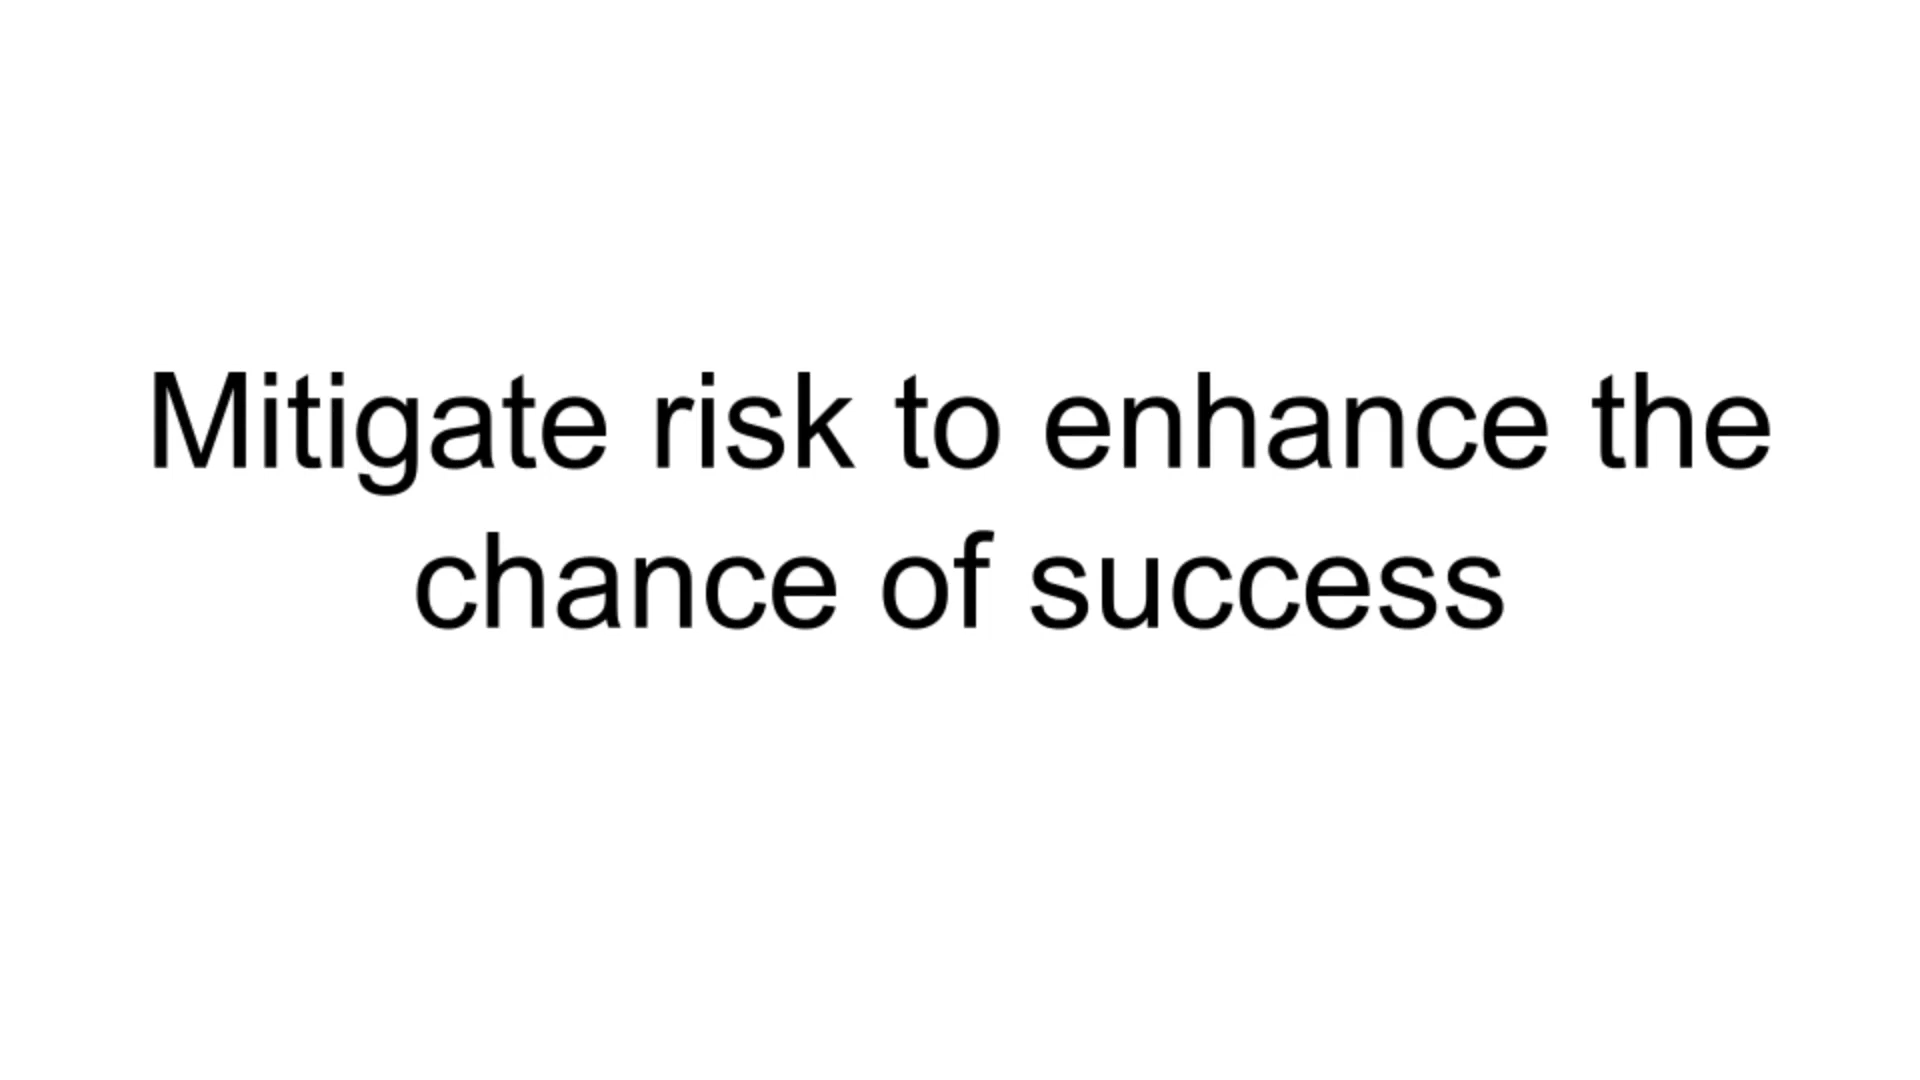 Mitigate risk to enhance the
chance of success